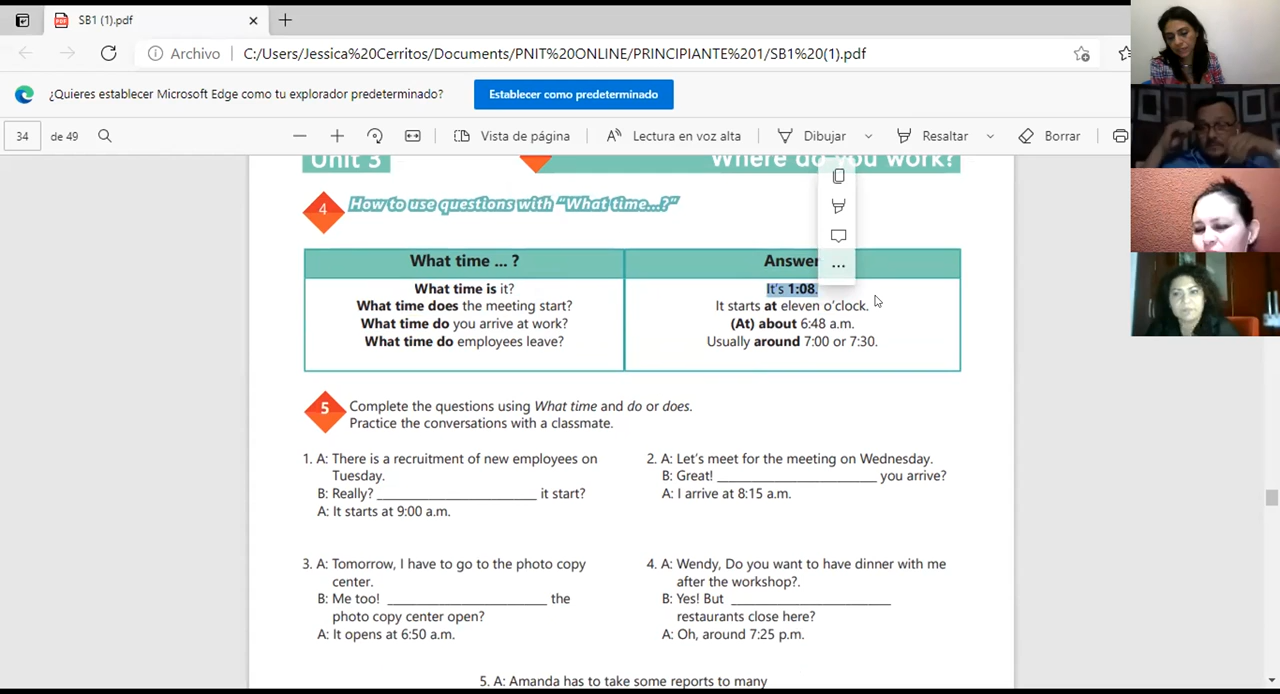 SB1 (1).pdf
Archivo
C:/Users/Jessica%20Cerritos/Documents/PNIT%20ONLINE/PRINCIPIANTE%201/SB1%20(1).pdf
¿Quieres establecer Microsoft Edge como tu explorador predeterminado?
Establecer como predeterminado
34 de 49
Vista de página
Lectura en voz alta
Dibujar
Resaltar
Borrar
Unit 3
Where do you work?
4
How to use questions with "What time...?"
What time ... ?
What time is it?
What time does the meeting start?
What time do you arrive at work?
What time do employees leave?
Answer
It's 1:08.
It starts at eleven o'clock.
(At) about 6:48 a.m.
Usually around 7:00 or 7:30.
5
Complete the questions using What time and do or does.
Practice the conversations with a classmate.
1. A: There is a recruitment of new employees on
Tuesday.
B: Really? ______________________ it start?
A: It starts at 9:00 a.m.
2. A: Let's meet for the meeting on Wednesday.
B: Great! ______________________ you arrive?
A: I arrive at 8:15 a.m.
3. A: Tomorrow, I have to go to the photo copy
center.
B: Me too! ______________________ the
photo copy center open?
A: It opens at 6:50 a.m.
4. A: Wendy, Do you want to have dinner with me
after the workshop?.
B: Yes! But ______________________
restaurants close here?
A: Oh, around 7:25 p.m.
5. A: Amanda has to take some reports to many